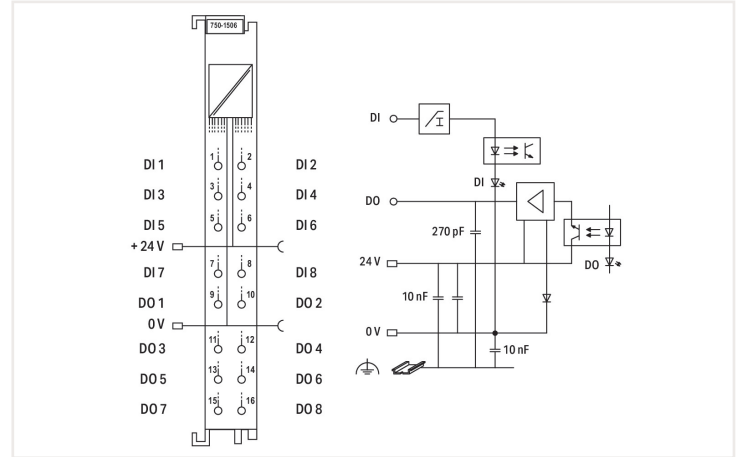 750-1506
1 2
DI 1 DI 2
3 4
DI 3 DI 4
5 6
DI 5 DI 6
+ 24 V
7 8
DI 7 DI 8
9 10
DO 1 DO 2
0 V
11 12
DO 3 DO 4
13 14
DO 5 DO 6
15 16
DO 7 DO 8
DI
I
DI
DO
270 pF
24 V
DO
10 nF
0 V
10 nF